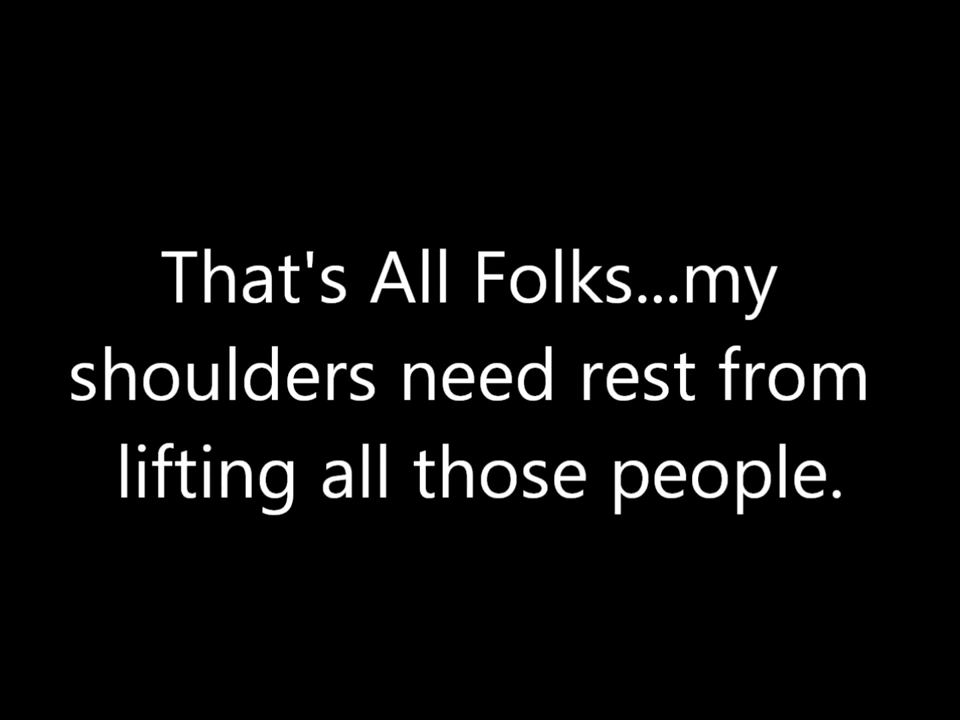 That's All Folks...my
shoulders need rest from
lifting all those people.